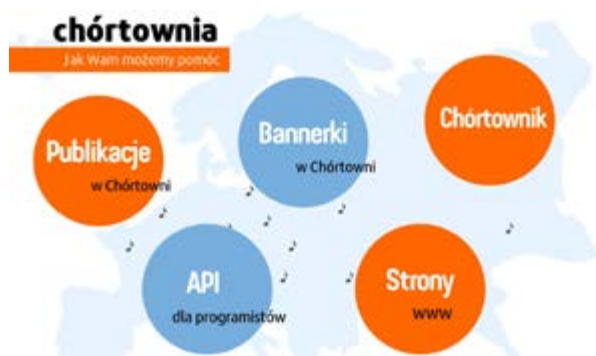 chórtownia
Jak Wam możemy pomóc
Publikacje
w Chórtowni
Bannerki
w Chórtowni
Chórtownik
API
dla programistów
Strony
www